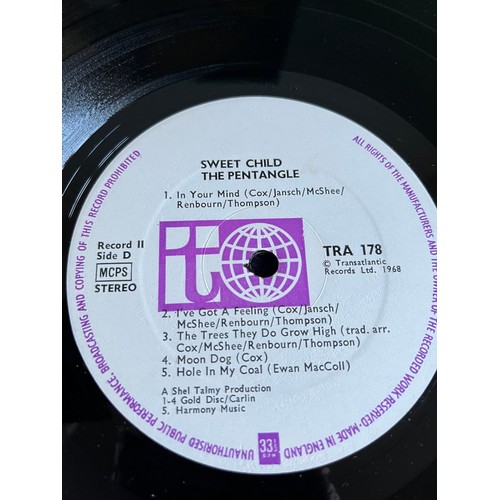 SWEET CHILD
THE PENTANGLE
1. In Your Mind (Cox/Jansch/McShee/
Renbourn/Thompson)
Record II
Side D
MCPS
STEREO
it
TRA 178
© Transatlantic
Records Ltd. 1968
2. I've Got A Feeling (Cox/Jansch/
McShee/Renbourn/Thompson)
3. The Trees They Do Grow High (trad. arr.
Cox/McShee/Renbourn/Thompson)
4. Moon Dog (Cox)
5. Hole In My Coal (Ewan MacColl)
A Shel Talmy Production
1-4 Gold Disc/Carlin
5. Harmony Music
33⅓
R.P.M
ALL RIGHTS OF THE MANUFACTURERS AND THE OWNER OF THE RECORDED WORK RESERVED·MADE IN ENGLAND
UNAUTHORISED PUBLIC PERFORMANCE, BROADCASTING AND COPYING OF THIS RECORD PROHIBITED